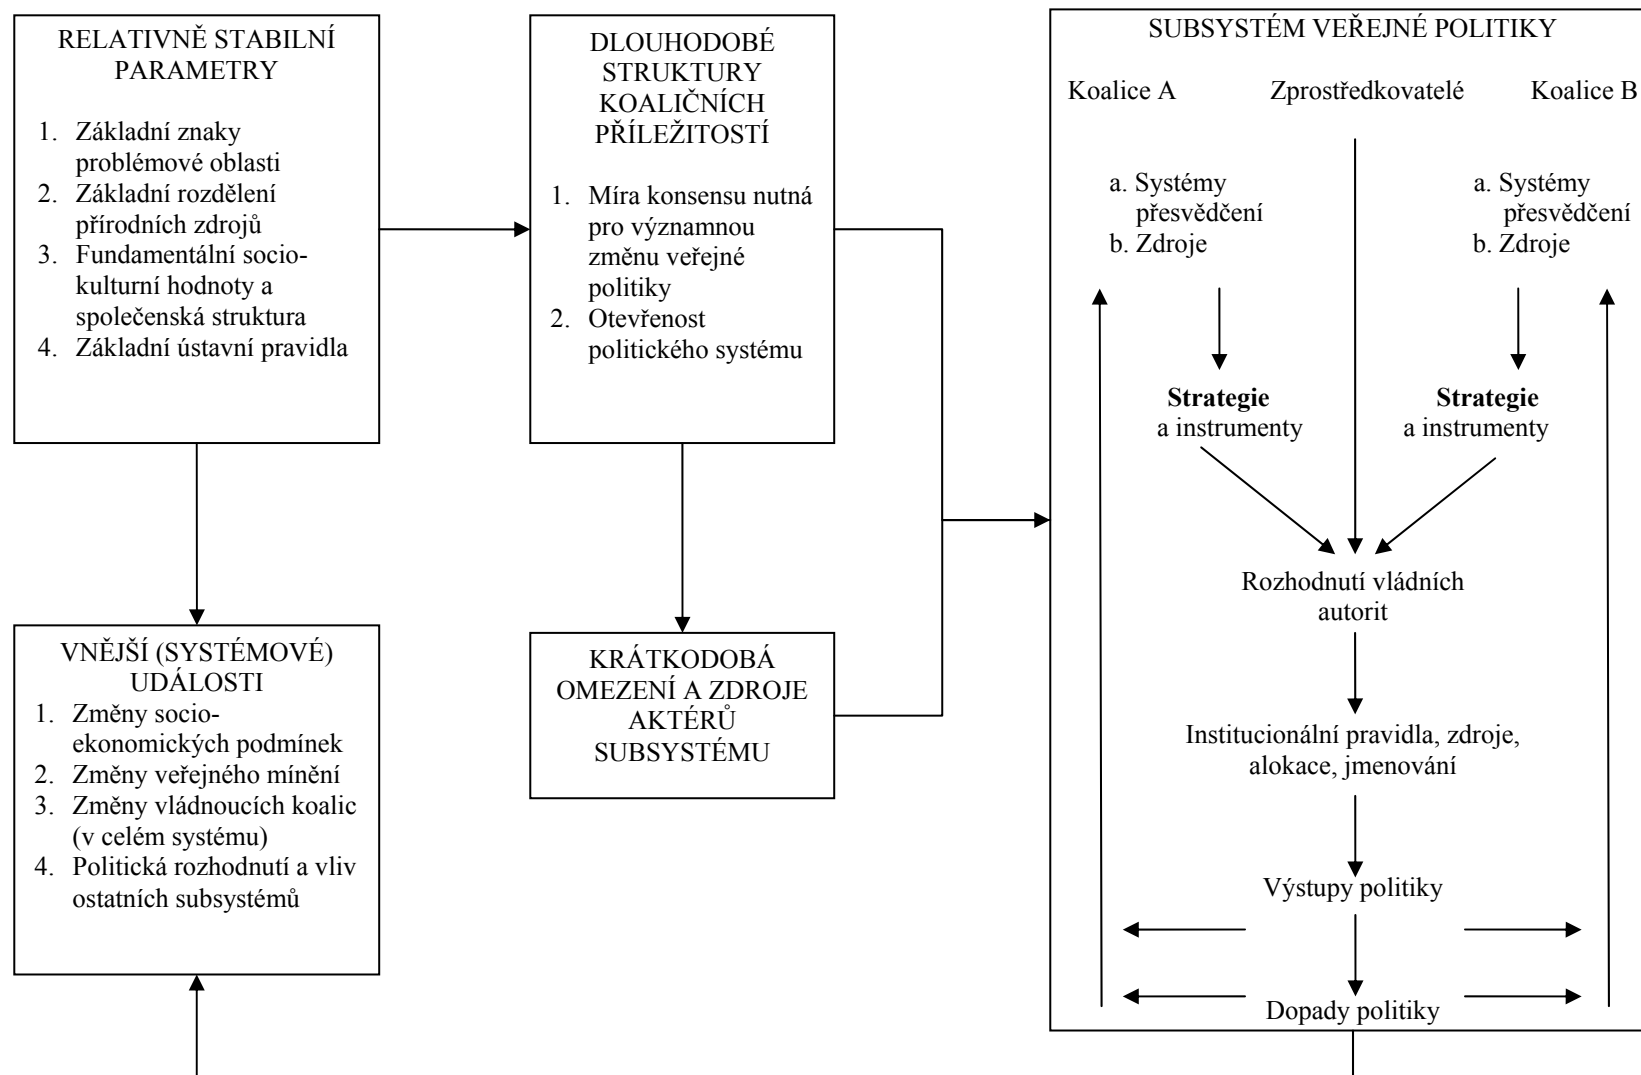 RELATIVNĚ STABILNÍ
PARAMETRY
1. Základní znaky
problémové oblasti
2. Základní rozdělení
přírodních zdrojů
3. Fundamentální socio-
kulturní hodnoty a
společenská struktura
4. Základní ústavní pravidla
DLOUHODOBÉ
STRUKTURY
KOALIČNÍCH
PŘÍLEŽITOSTÍ
1. Míra konsensu nutná
pro významnou
změnu veřejné
politiky
2. Otevřenost
politického systému
VNĚJŠÍ (SYSTÉMOVÉ)
UDÁLOSTI
1. Změny socio-
ekonomických podmínek
2. Změny veřejného mínění
3. Změny vládnoucích koalic
(v celém systému)
4. Politická rozhodnutí a vliv
ostatních subsystémů
KRÁTKODOBÁ
OMEZENÍ A ZDROJE
AKTÉRŮ
SUBSYSTÉMU
SUBSYSTÉM VEŘEJNÉ POLITIKY
Koalice A Zprostředkovatelé Koalice B
a. Systémy
přesvědčení
b. Zdroje
a. Systémy
přesvědčení
b. Zdroje
Strategie
a instrumenty
Strategie
a instrumenty
Rozhodnutí vládních
autorit
Institucionální pravidla, zdroje,
alokace, jmenování
Výstupy politiky
Dopady politiky